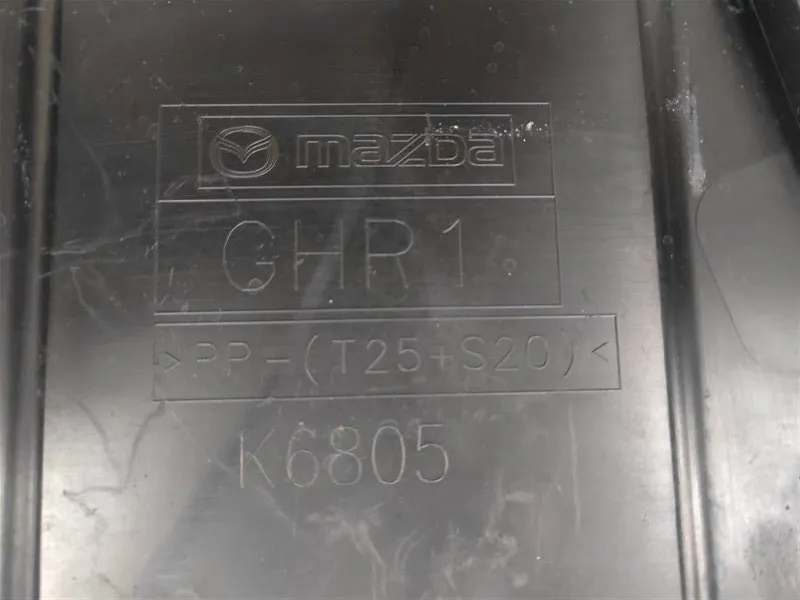 mazda
GHR1
>PP-(T25+S20)<
K6805